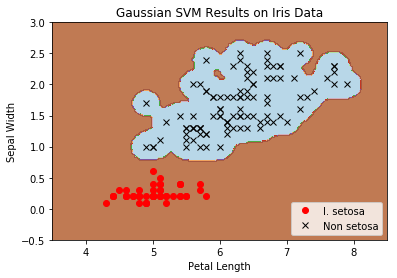 Gaussian SVM Results on Iris Data
Sepal Width
3.0
2.5
2.0
1.5
1.0
0.5
0.0
-0.5
4
5
6
7
8
Petal Length
I. setosa
Non setosa